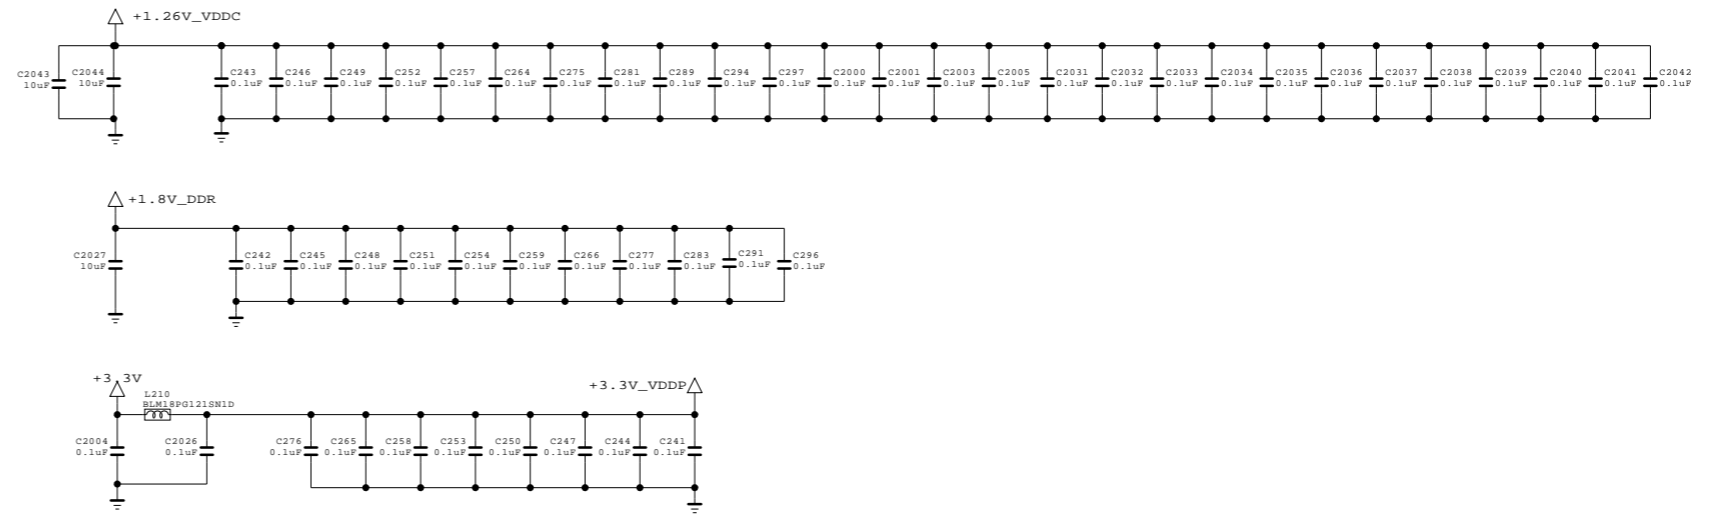 +1.26V_VDDC
C2043
10uF
C2044
10uF
C243
0.1uF
C246
0.1uF
C249
0.1uF
C252
0.1uF
C257
0.1uF
C264
0.1uF
C275
0.1uF
C281
0.1uF
C289
0.1uF
C294
0.1uF
C297
0.1uF
C2000
0.1uF
C2001
0.1uF
C2003
0.1uF
C2005
0.1uF
C2031
0.1uF
C2032
0.1uF
C2033
0.1uF
C2034
0.1uF
C2035
0.1uF
C2036
0.1uF
C2037
0.1uF
C2038
0.1uF
C2039
0.1uF
C2040
0.1uF
C2041
0.1uF
C2042
0.1uF
+1.8V_DDR
C2027
10uF
C242
0.1uF
C245
0.1uF
C248
0.1uF
C251
0.1uF
C254
0.1uF
C259
0.1uF
C266
0.1uF
C277
0.1uF
C283
0.1uF
C291
0.1uF
C296
0.1uF
+3.3V
L210
BLM18PG121SN1D
+3.3V_VDDP
C2004
0.1uF
C2026
0.1uF
C276
0.1uF
C265
0.1uF
C258
0.1uF
C253
0.1uF
C250
0.1uF
C247
0.1uF
C244
0.1uF
C241
0.1uF